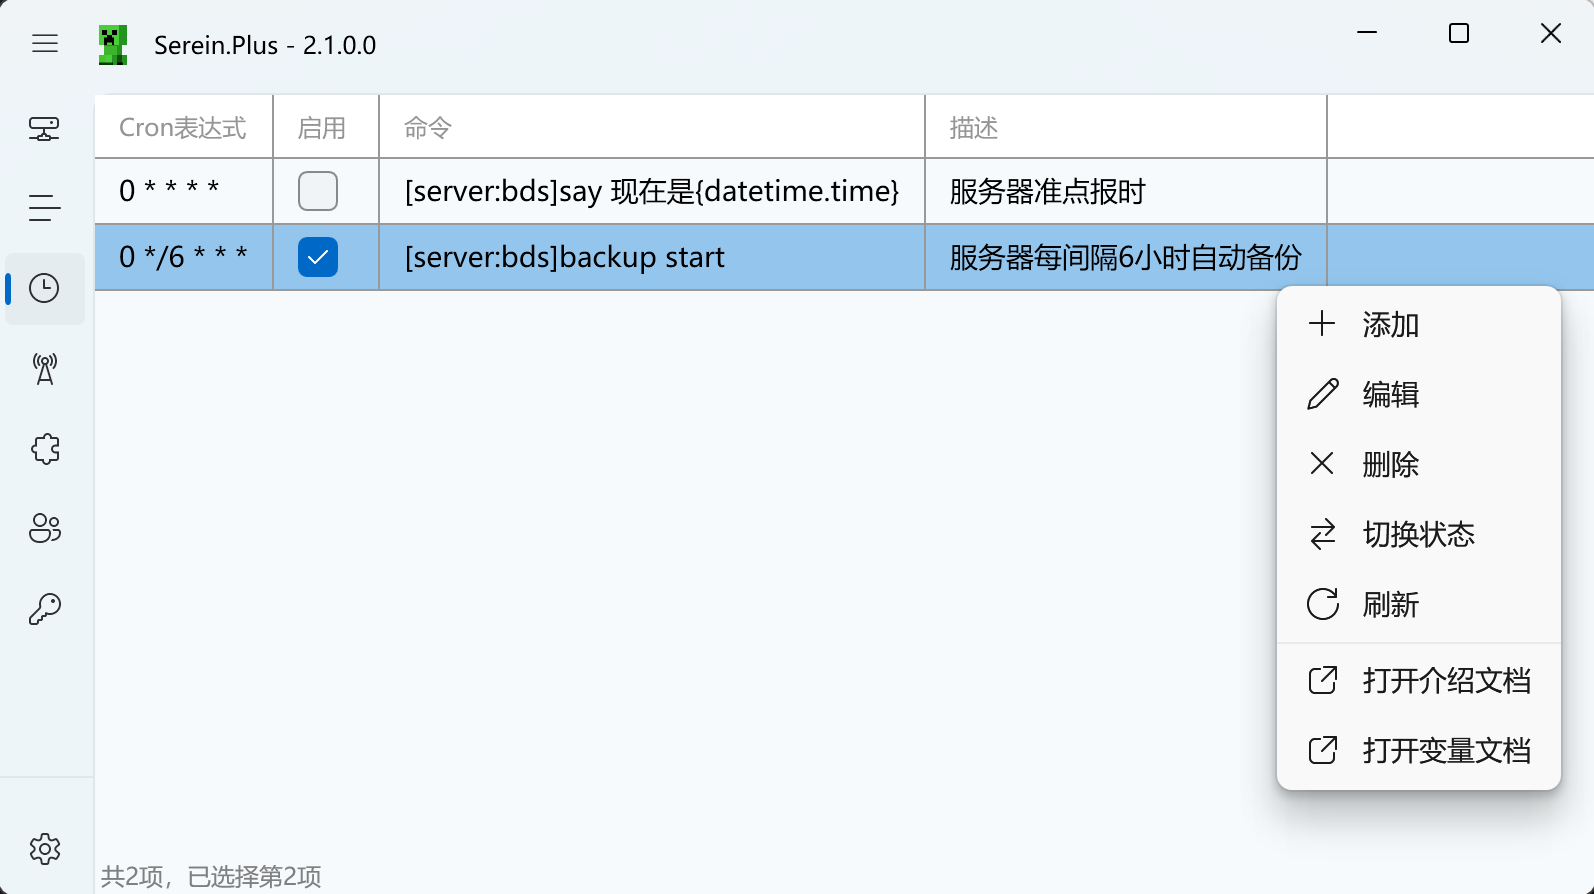 Serein.Plus - 2.1.0.0
Cron表达式 启用 命令 描述
0 * * * * [server:bds]say 现在是{datetime.time} 服务器准点报时
0 */6 * * * [server:bds]backup start 服务器每间隔6小时自动备份
添加
编辑
删除
切换状态
刷新
打开介绍文档
打开变量文档
共2项，已选择第2项